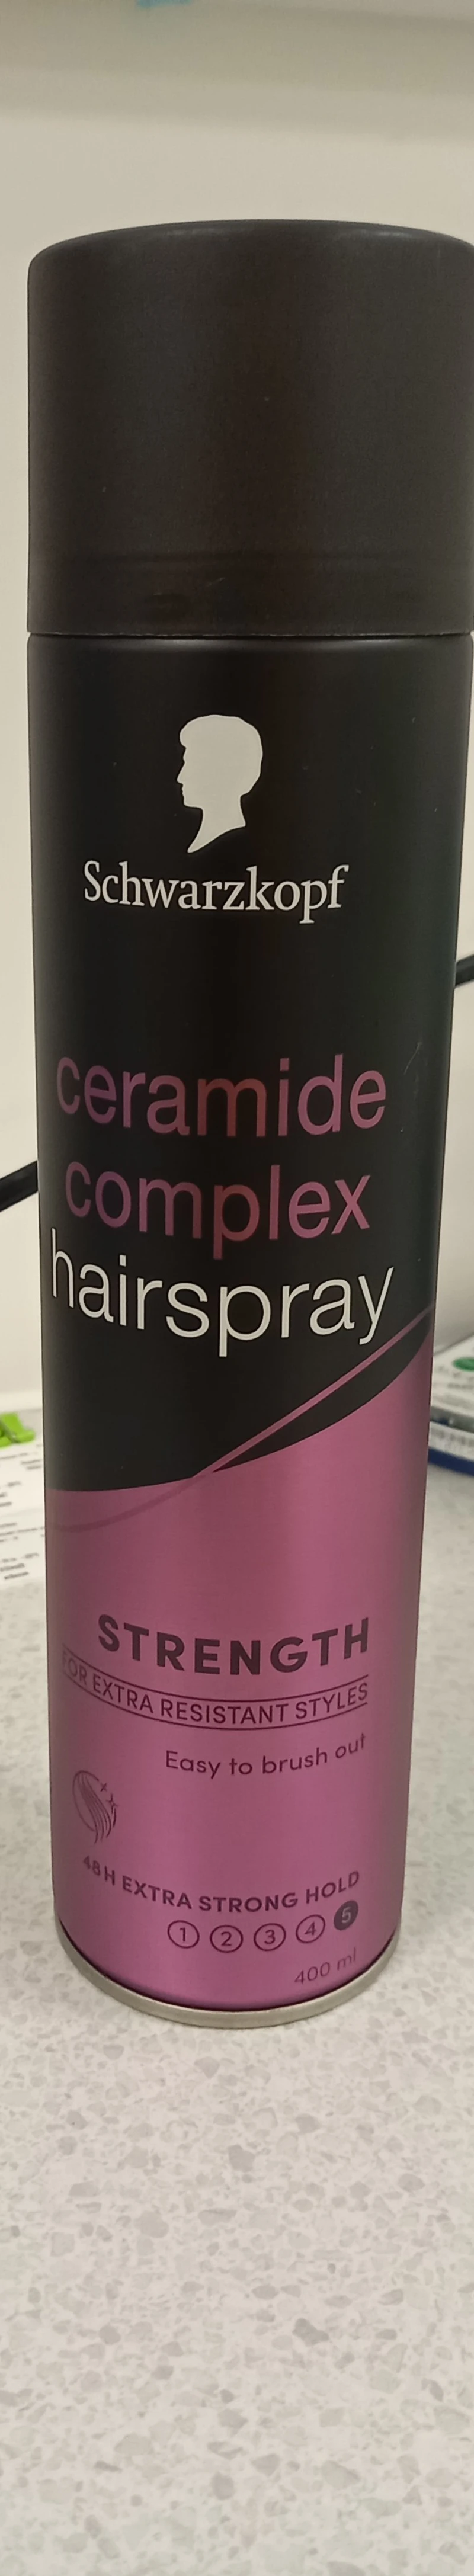 Schwarzkopf
ceramide
complex
hairspray
STRENGTH
FOR EXTRA RESISTANT STYLES
Easy to brush out
48H EXTRA STRONG HOLD
1 2 3 4 5
400 ml